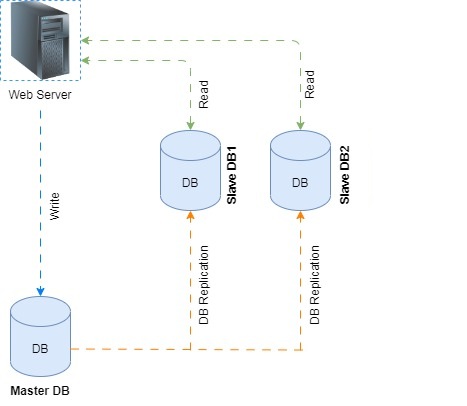 Web Server
Read
Read
DB
Slave DB1
DB
Slave DB2
Write
DB Replication
DB Replication
DB
Master DB